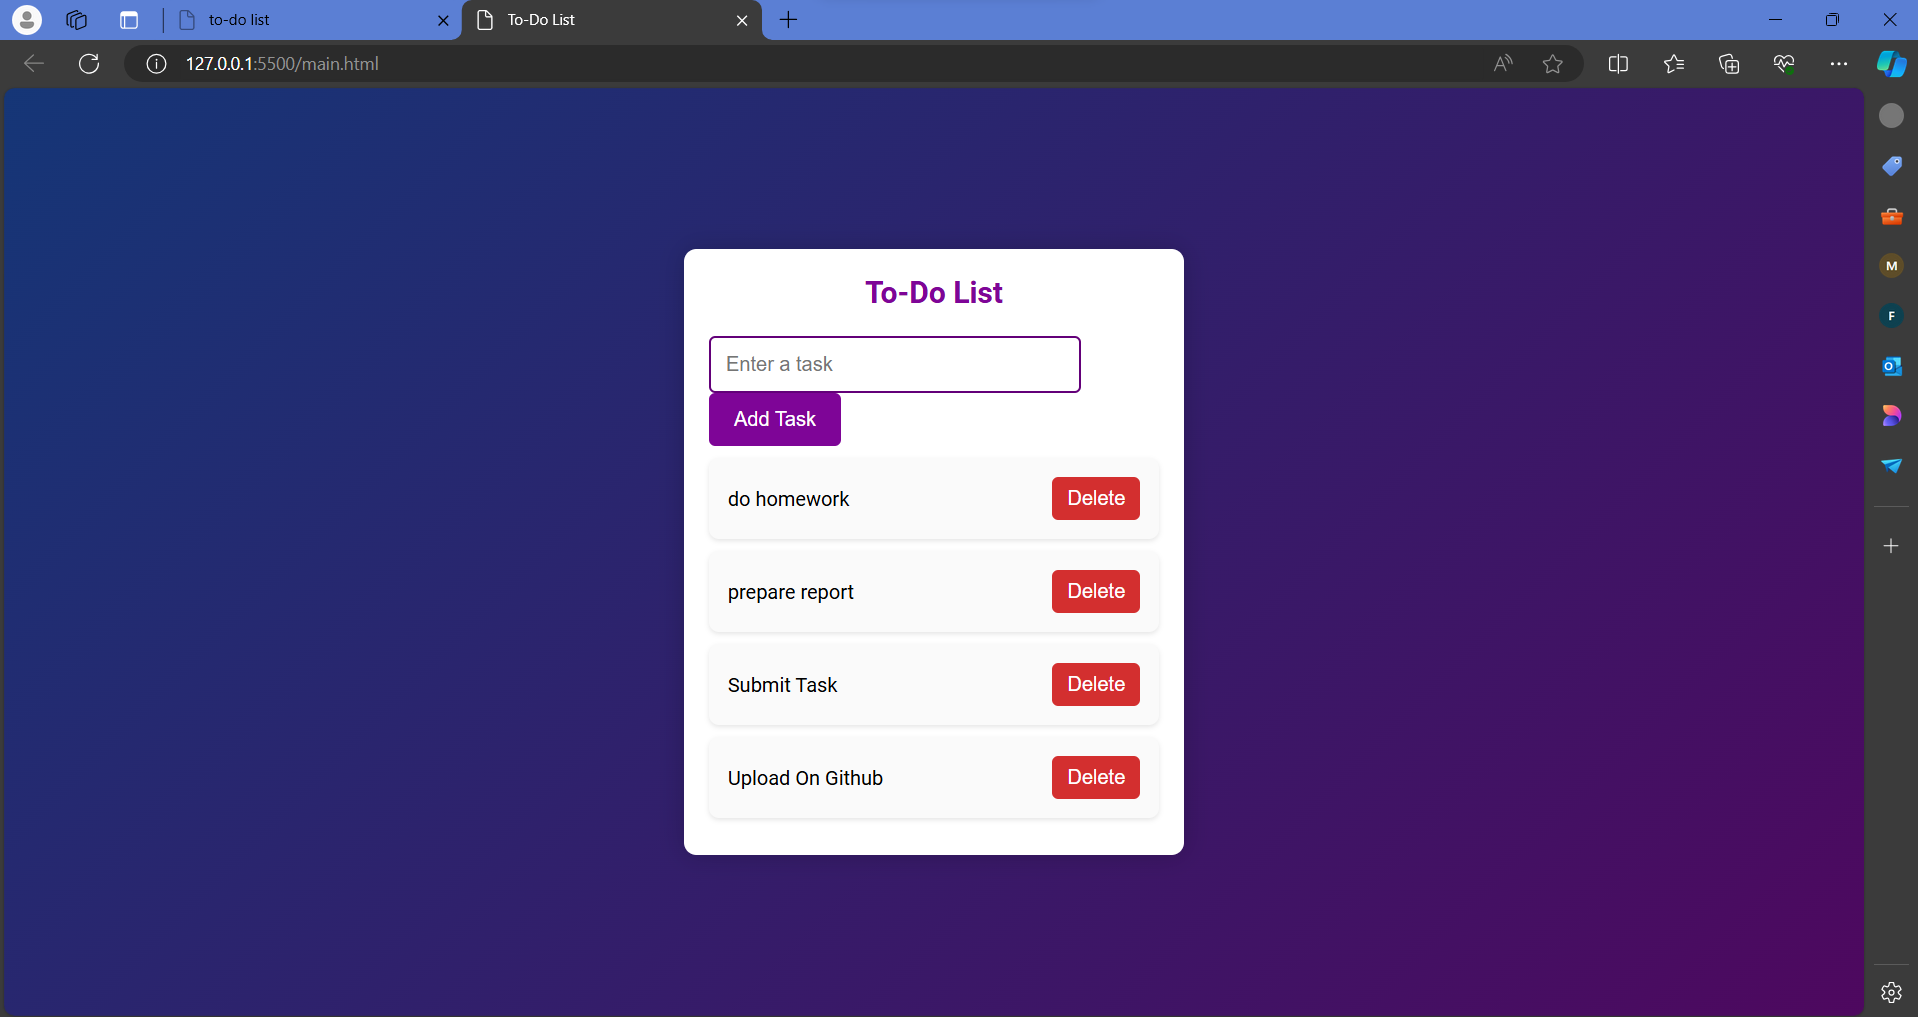 to-do list
To-Do List
127.0.0.1:5500/main.html
To-Do List
Enter a task
Add Task
do homework
Delete
prepare report
Delete
Submit Task
Delete
Upload On Github
Delete
M
F